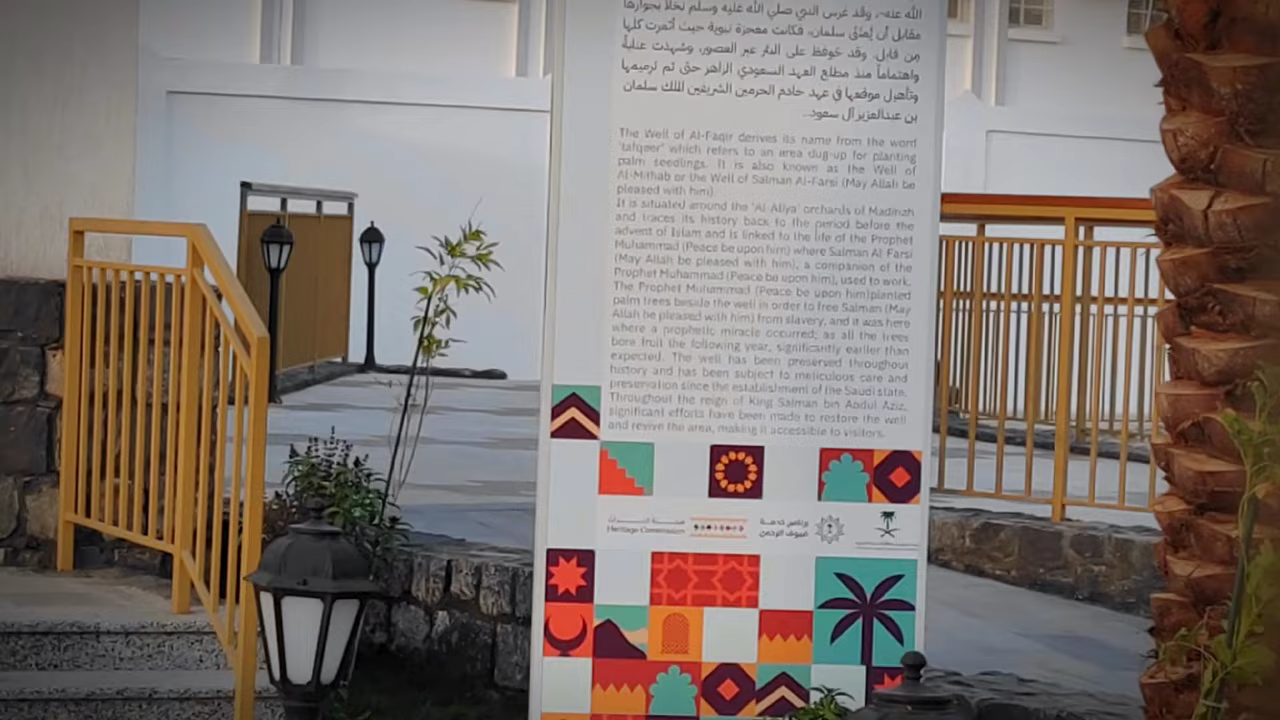 الله عنه-، وقد غرس النبي صلى الله عليه وسلم نخلاً بجوارها
مقابل أن يُعتق سلمان، فكانت معجزة نبوية حيث أثمرت كلها
من قابل. وقد حُوفظ على البئر عبر العصور، وشهدت عنايةً
واهتماماً منذ مطلع العهد السعودي الزاهر حتى تم ترميمها
وتأهيل موقعها في عهد خادم الحرمين الشريفين الملك سلمان
بن عبدالعزيز آل سعود.
The Well of Al-Faqir derives its name from the word
'tafqeer' which refers to an area dug-up for planting
palm seedlings. It is also known as the Well of
Al-Mithab or the Well of Salman Al-Farsi (May Allah be
pleased with him).
It is situated around the 'Al-Aliya' orchards of Madinah
and traces its history back to the period before the
advent of Islam and is linked to the life of the Prophet
Muhammad (Peace be upon him) where Salman Al Farsi
(May Allah be pleased with him), a companion of the
Prophet Muhammad (Peace be upon him), used to work.
The Prophet Muhammad (Peace be upon him)planted
palm trees beside the well in order to free Salman (May
Allah be pleased with him) from slavery, and it was here
where a prophetic miracle occurred; as all the trees
bore fruit the following year, significantly earlier than
expected. The well has been preserved throughout
history and has been subject to meticulous care and
preservation since the establishment of the Saudi state.
Throughout the reign of King Salman bin Abdul Aziz,
significant efforts have been made to restore the well
and revive the area, making it accessible to visitors.
هيئة التراث
Heritage Commission
برنامج خدمة
ضيوف الرحمن